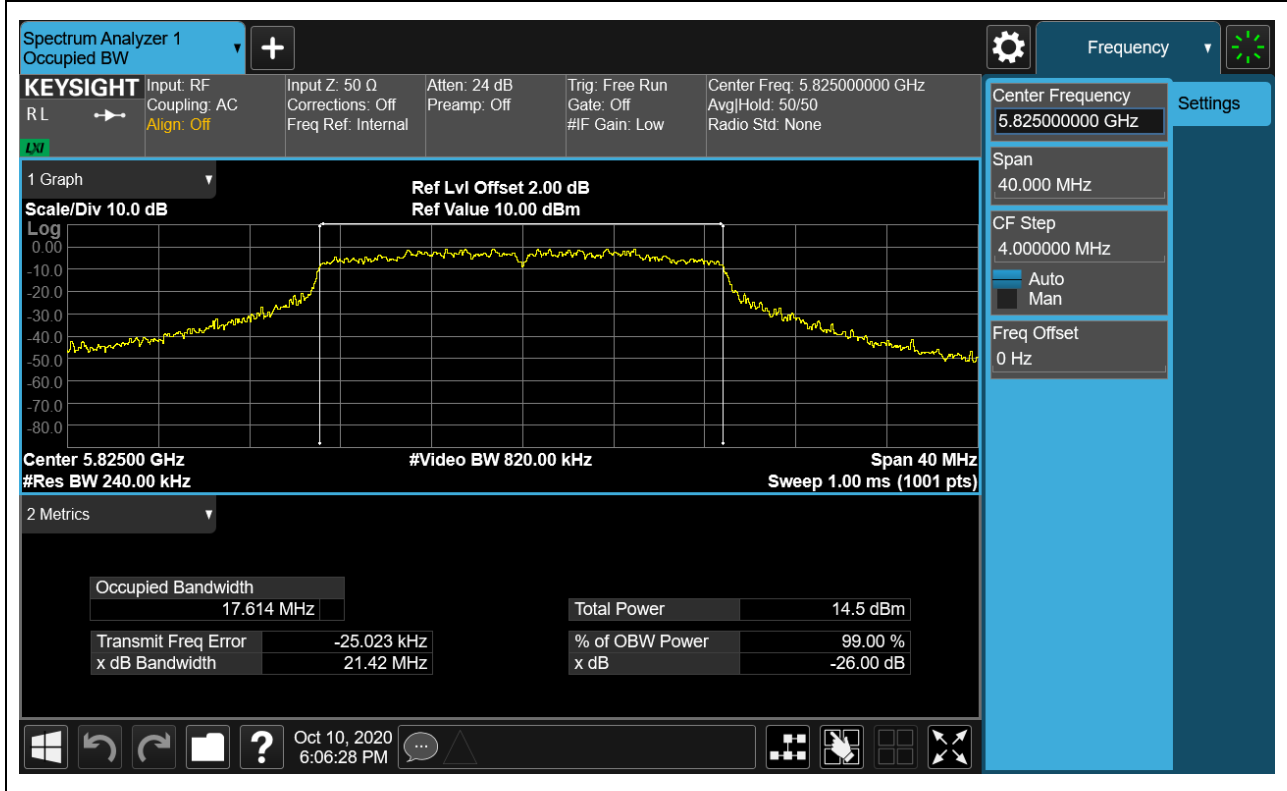 Spectrum Analyzer 1
Occupied BW
Frequency
KEYSIGHT
R L
LXI
Input: RF
Coupling: AC
Align: Off
Input Z: 50 Ω
Corrections: Off
Freq Ref: Internal
Atten: 24 dB
Preamp: Off
Trig: Free Run
Gate: Off
#IF Gain: Low
Center Freq: 5.825000000 GHz
Avg|Hold: 50/50
Radio Std: None
Center Frequency
5.825000000 GHz
Settings
Span
40.000 MHz
CF Step
4.000000 MHz
Auto
Man
Freq Offset
0 Hz
1 Graph
Scale/Div 10.0 dB
Ref Lvl Offset 2.00 dB
Ref Value 10.00 dBm
Log
0.00
-10.0
-20.0
-30.0
-40.0
-50.0
-60.0
-70.0
-80.0
Center 5.82500 GHz
#Video BW 820.00 kHz
Span 40 MHz
#Res BW 240.00 kHz
Sweep 1.00 ms (1001 pts)
2 Metrics
Occupied Bandwidth
17.614 MHz
Total Power 14.5 dBm
Transmit Freq Error -25.023 kHz
% of OBW Power 99.00 %
x dB Bandwidth 21.42 MHz
x dB -26.00 dB
?
Oct 10, 2020
6:06:28 PM